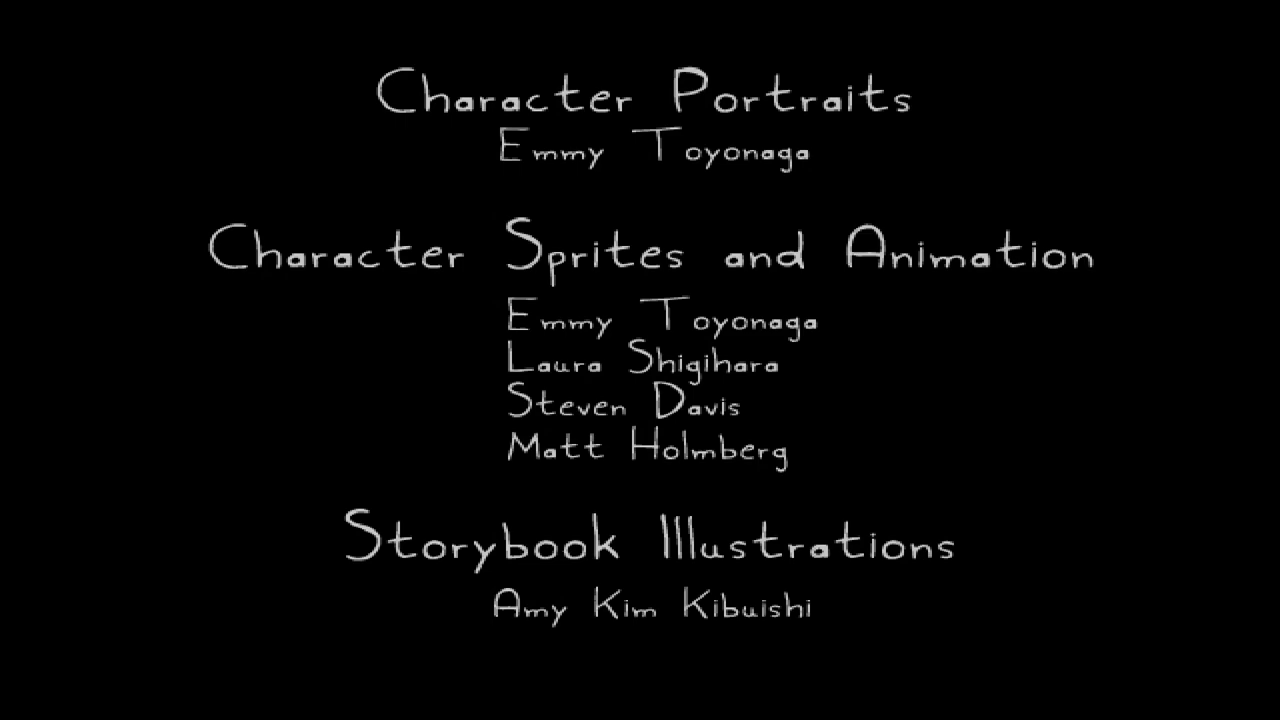 Character Portraits
Emmy Toyonaga
Character Sprites and Animation
Emmy Toyonaga
Laura Shigihara
Steven Davis
Matt Holmberg
Storybook Illustrations
Amy Kim Kibuishi